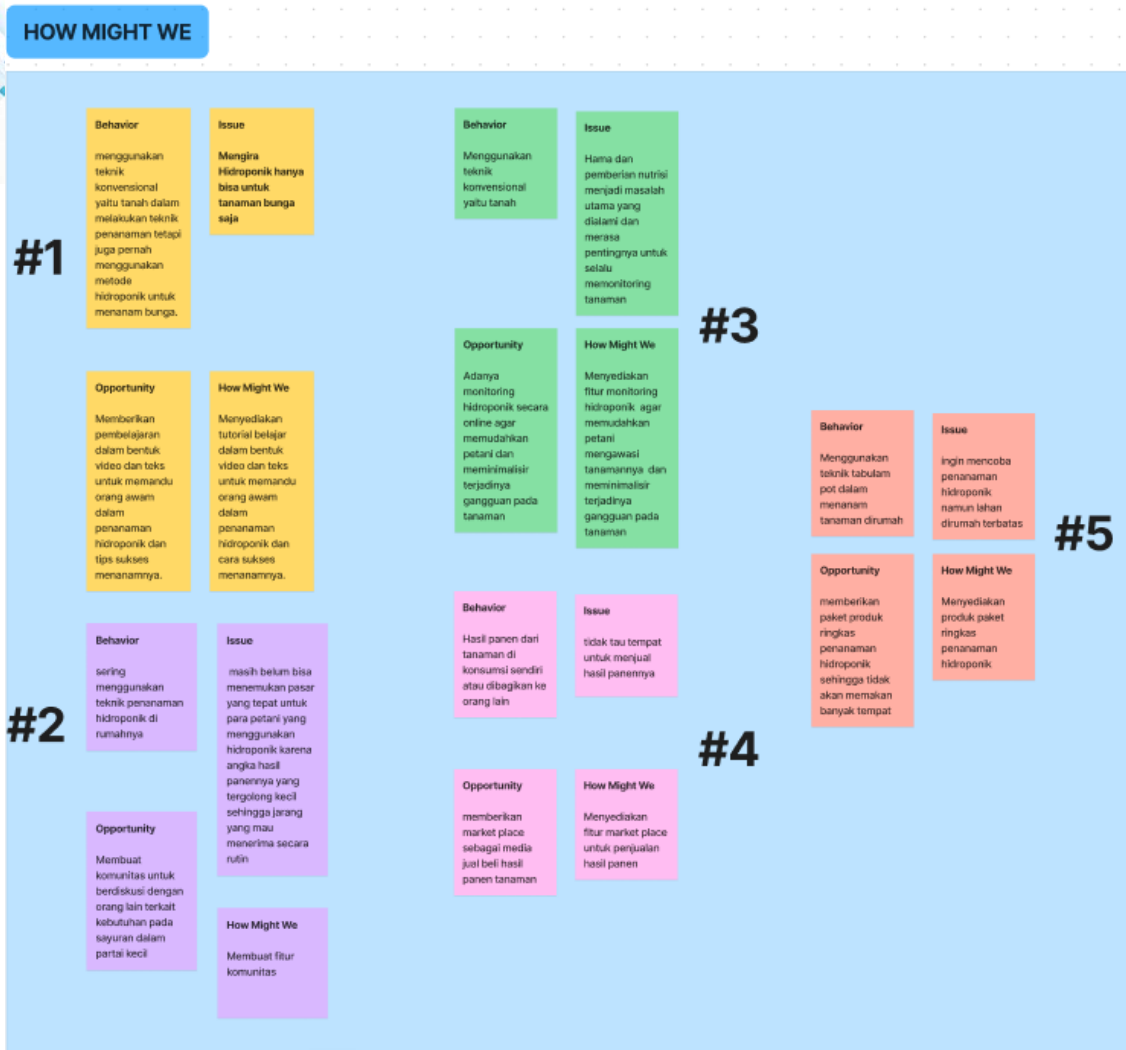 HOW MIGHT WE
#1
Behavior
menggunakan
teknik
konvensional
yaitu tanah dalam
melakukan teknik
penanaman tetapi
juga pernah
menggunakan
metode
hidroponik untuk
menanam bunga.
Issue
Mengira
Hidroponik hanya
bisa untuk
tanaman bunga
saja
Opportunity
Memberikan
pembelajaran
dalam bentuk
video dan teks
untuk memandu
orang awam
dalam
penanaman
hidroponik dan
tips sukses
menanamnya.
How Might We
Menyediakan
tutorial belajar
dalam bentuk
video dan teks
untuk memandu
orang awam
dalam
penanaman
hidroponik dan
cara sukses
menanamnya.
#2
Behavior
sering
menggunakan
teknik penanaman
hidroponik di
rumahnya
Issue
masih belum bisa
menemukan pasar
yang tepat untuk
para petani yang
menggunakan
hidroponik karena
angka hasil
panennya yang
tergolong kecil
sehingga jarang
yang mau
menerima secara
rutin
Opportunity
Membuat
komunitas untuk
berdiskusi dengan
orang lain terkait
kebutuhan pada
sayuran dalam
partai kecil
How Might We
Membuat fitur
komunitas
#3
Behavior
Menggunakan
teknik
konvensional
yaitu tanah
Issue
Hama dan
pemberian nutrisi
menjadi masalah
utama yang
dialami dan
merasa
pentingnya untuk
selalu
memonitoring
tanaman
Opportunity
Adanya
monitoring
hidroponik secara
online agar
memudahkan
petani dan
meminimalisir
terjadinya
gangguan pada
tanaman
How Might We
Menyediakan
fitur monitoring
hidroponik agar
memudahkan
petani
mengawasi
tanamannya dan
meminimalisir
terjadinya
gangguan pada
tanaman
#4
Behavior
Hasil panen dari
tanaman di
konsumsi sendiri
atau dibagikan ke
orang lain
Issue
tidak tau tempat
untuk menjual
hasil panennya
Opportunity
memberikan
market place
sebagai media
jual beli hasil
panen tanaman
How Might We
Menyediakan
fitur market place
untuk penjualan
hasil panen
#5
Behavior
Menggunakan
teknik tabulam
pot dalam
menanam
tanaman dirumah
Issue
ingin mencoba
penanaman
hidroponik
namun lahan
dirumah terbatas
Opportunity
memberikan
paket produk
ringkas
penanaman
hidroponik
sehingga tidak
akan memakan
banyak tempat
How Might We
Menyediakan
produk paket
ringkas
penanaman
hidroponik